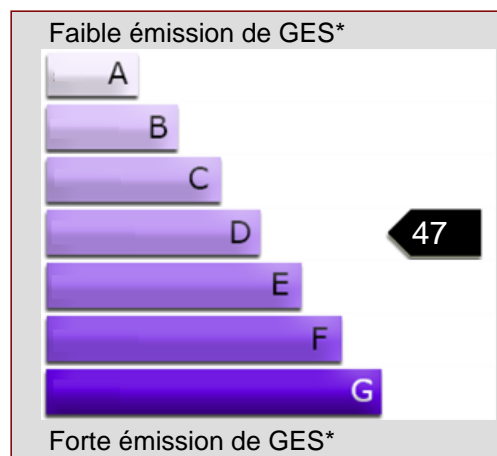 Faible émission de GES*
A
B
C
D
47
E
F
G
Forte émission de GES*